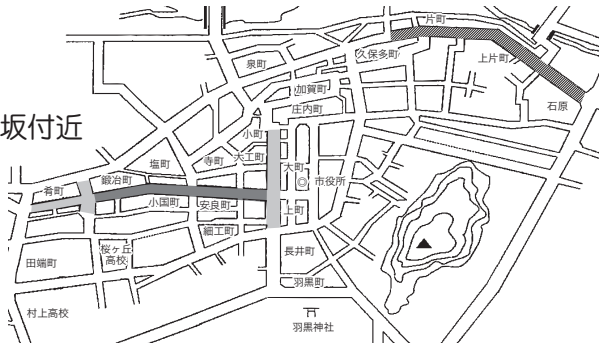 片町
久保多町
上片町
泉町
加賀町
石原
庄内町
坂付近
小町
大工町
塩町
寺町
大町
鍛冶町
市役所
肴町
小国町
安良町
上町
細工町
桜ヶ丘
高校
長井町
田端町
羽黒町
村上高校
羽黒神社